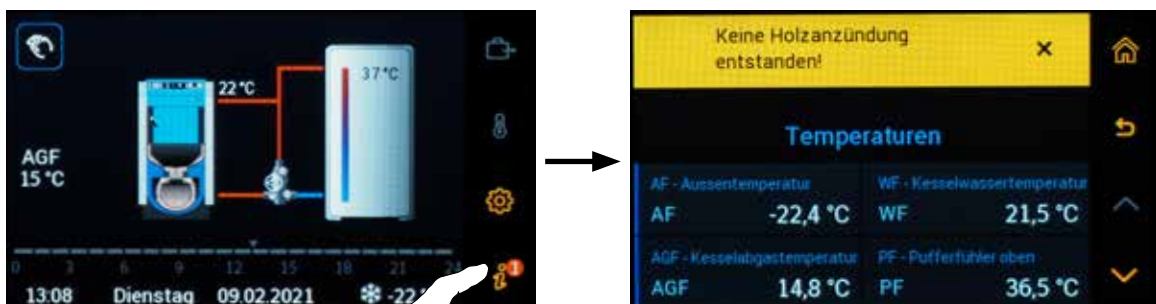 22 °C
37 °C
AGF
15 °C
0 3 6 9 12 15 18 21 24
13:08 Dienstag 09.02.2021 -22
1
Keine Holzanzündung
entstanden!
Temperaturen
AF - Aussentemperatur WF - Kesselwassertemperatur
AF -22,4 °C WF 21,5 °C
AGF - Kesselabgastemperatur PF - Pufferfühler oben
AGF 14,8 °C PF 36,5 °C